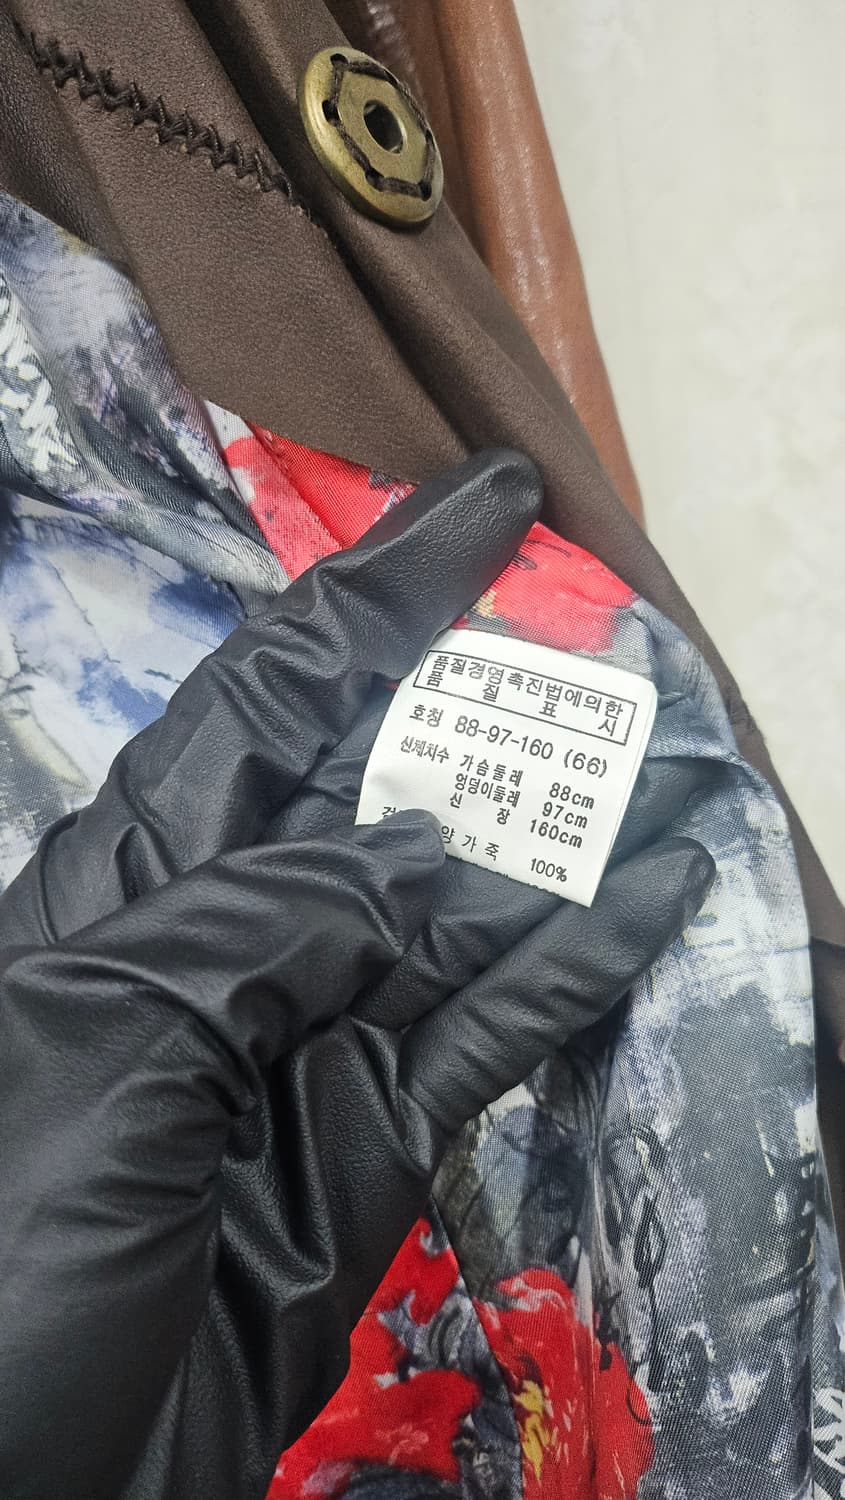 품질경영촉진법에의한
품 질 표 시
호칭 88-97-160 (66)
신체치수 가슴둘레 88cm
엉덩이둘레 97cm
신 장 160cm
양 가 죽 100%